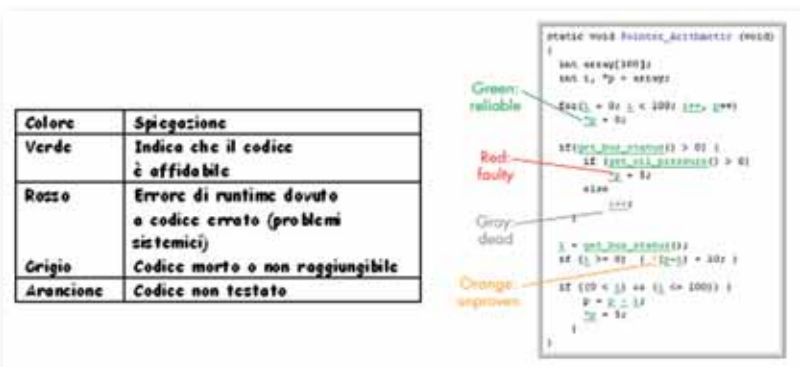 Colore Spiegazione
Verde Indica che il codice
è affidabile
Rosso Errore di runtime dovuto
a codice errato (problemi
sistemici)
Grigio Codice morto o non raggiungibile
Arancione Codice non testato
Green:
reliable
Red:
faulty
Gray:
dead
Orange:
unproven
static void Pointer_Arithmetic (void)
{
int array[100];
int i, *p = array;
for(i = 0; i < 100; i++, p++)
*p = 0;
if(get_bus_status() > 0) {
if (get_oil_pressure() > 0)
*p = 5;
else
i++;
}
i = get_bus_status();
if (i >= 0) { *(p-i) = 10; }
if ((0 < i) && (i <= 100)) {
p = p - i;
*p = 5;
}
}